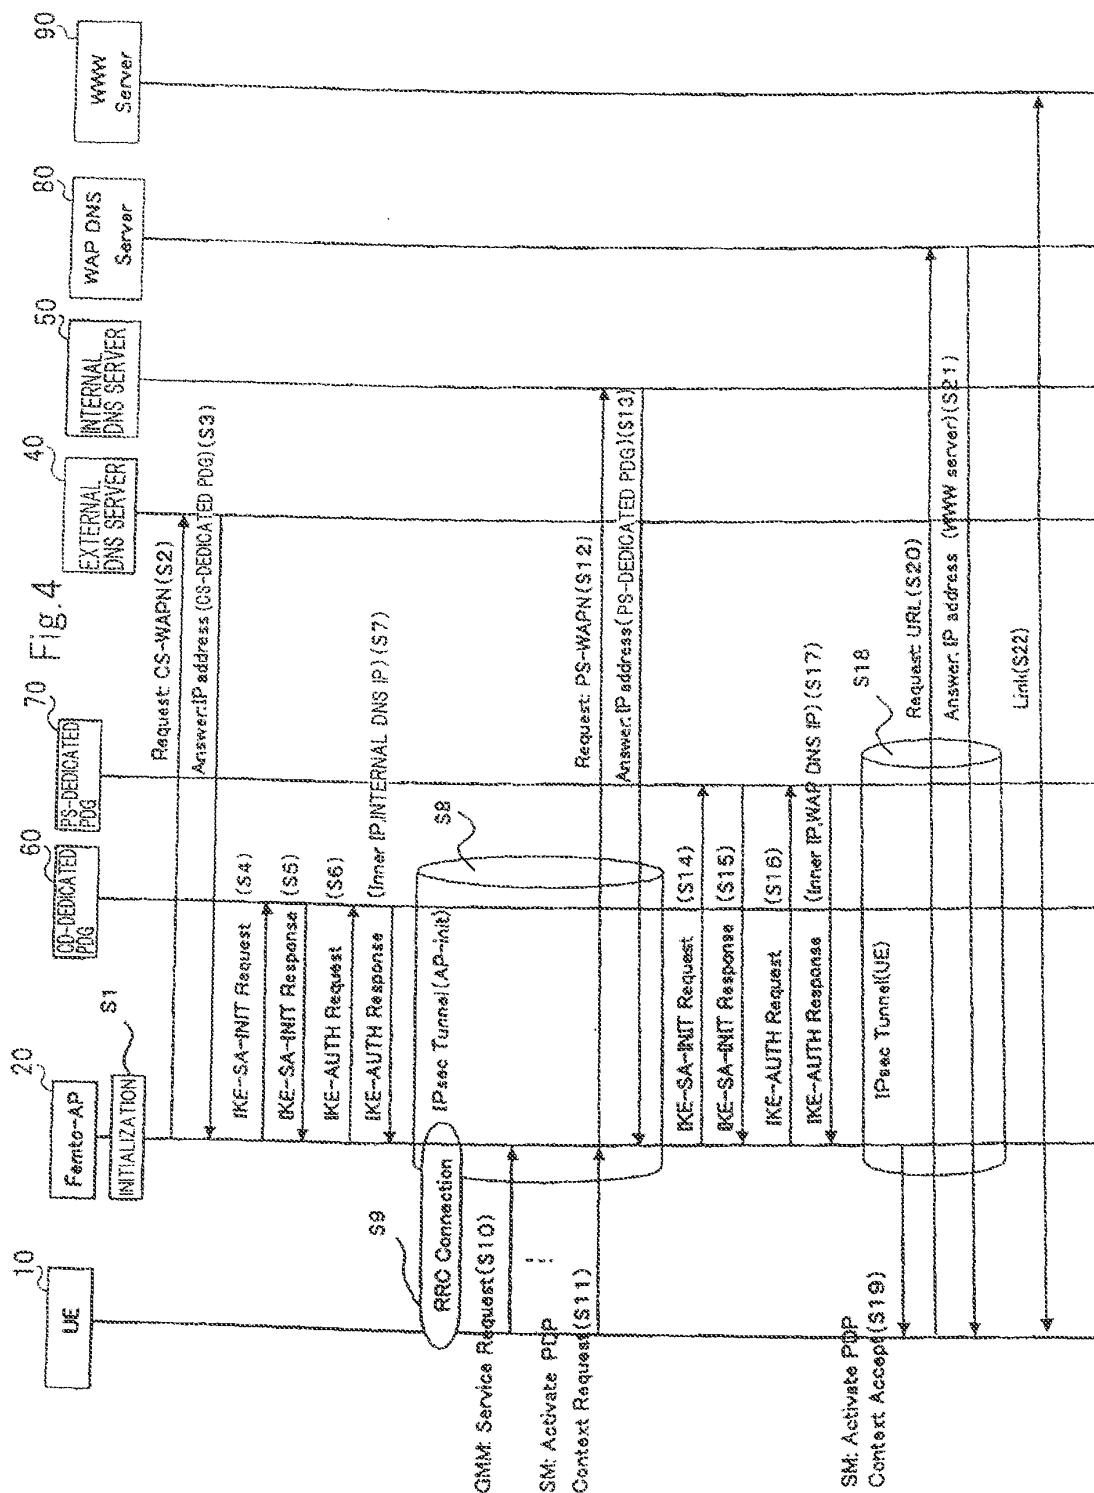 Fig.4
10
UE
20
Femto-AP
INITIALIZATION
S1
60
CD-DEDICATED
PDG
70
PS-DEDICATED
PDG
40
EXTERNAL
DNS SERVER
50
INTERNAL
DNS SERVER
80
WAP DNS
Server
90
WWW
Server
Request: CS-WAPN(S2)
Answer:IP address(CS-DEDICATED PDG)(S3)
IKE-SA-INIT Request (S4)
IKE-SA-INIT Response (S5)
IKE-AUTH Request (S6)
IKE-AUTH Response (Inner IP,INTERNAL DNS IP)(S7)
IPsec Tunnel(AP-init)
S8
S9
RRC Connection
GMM: Service Request(S10)
SM: Activate PDP
Context Request(S11)
Request: PS-WAPN(S12)
Answer:IP address(PS-DEDICATED PDG)(S13)
IKE-SA-INIT Request (S14)
IKE-SA-INIT Response (S15)
IKE-AUTH Request (S16)
IKE-AUTH Response (Inner IP,WAP DNS IP)(S17)
IPsec Tunnel(UE)
S18
SM: Activate PDP
Context Accept(S19)
Request: URL(S20)
Answer: IP address (WWW server)(S21)
Link(S22)